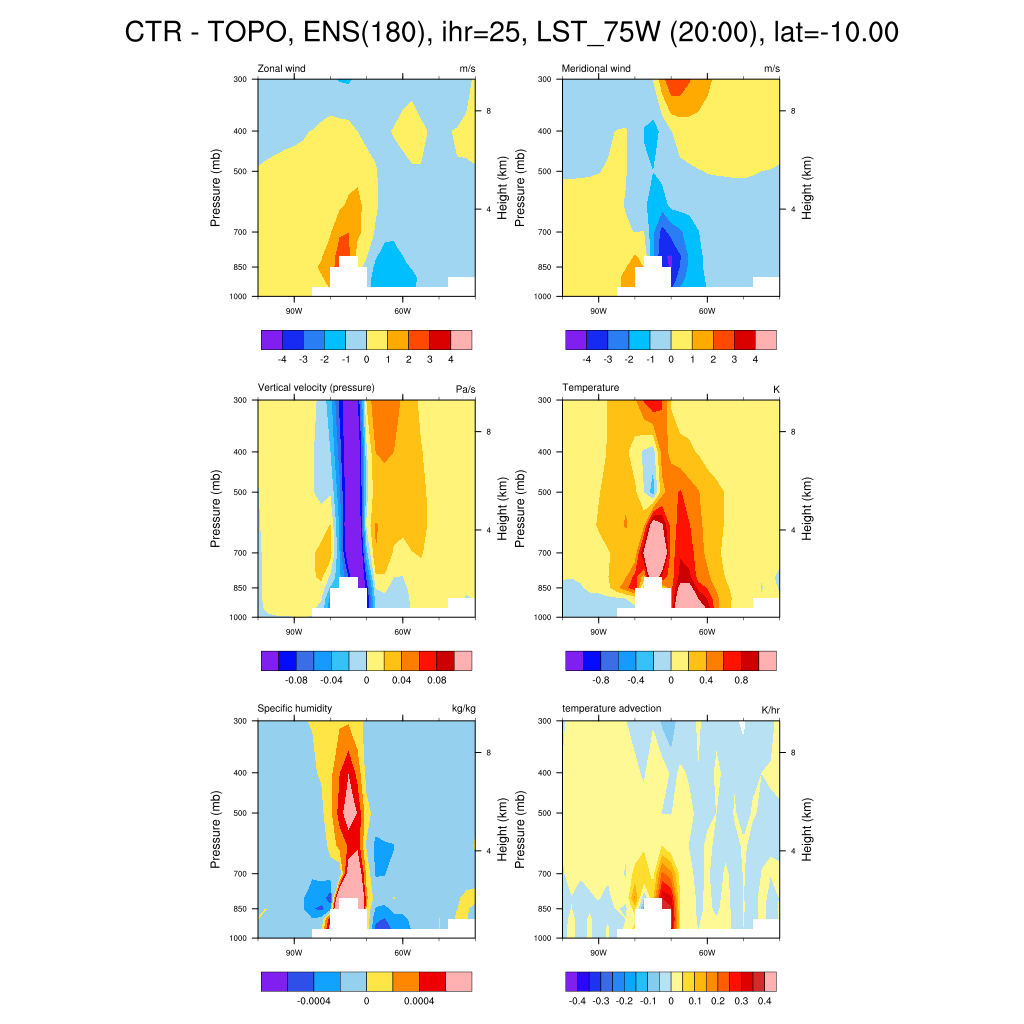 CTR - TOPO, ENS(180), ihr=25, LST_75W (20:00), lat=-10.00
Zonal wind m/s
300
400
500
700
850
1000
Pressure (mb)
8
4
Height (km)
90W 60W
-4 -3 -2 -1 0 1 2 3 4
Meridional wind m/s
300
400
500
700
850
1000
Pressure (mb)
8
4
Height (km)
90W 60W
-4 -3 -2 -1 0 1 2 3 4
Vertical velocity (pressure) Pa/s
300
400
500
700
850
1000
Pressure (mb)
8
4
Height (km)
90W 60W
-0.08 -0.04 0 0.04 0.08
Temperature K
300
400
500
700
850
1000
Pressure (mb)
8
4
Height (km)
90W 60W
-0.8 -0.4 0 0.4 0.8
Specific humidity kg/kg
300
400
500
700
850
1000
Pressure (mb)
8
4
Height (km)
90W 60W
-0.0004 0 0.0004
temperature advection K/hr
300
400
500
700
850
1000
Pressure (mb)
8
4
Height (km)
90W 60W
-0.4 -0.3 -0.2 -0.1 0 0.1 0.2 0.3 0.4